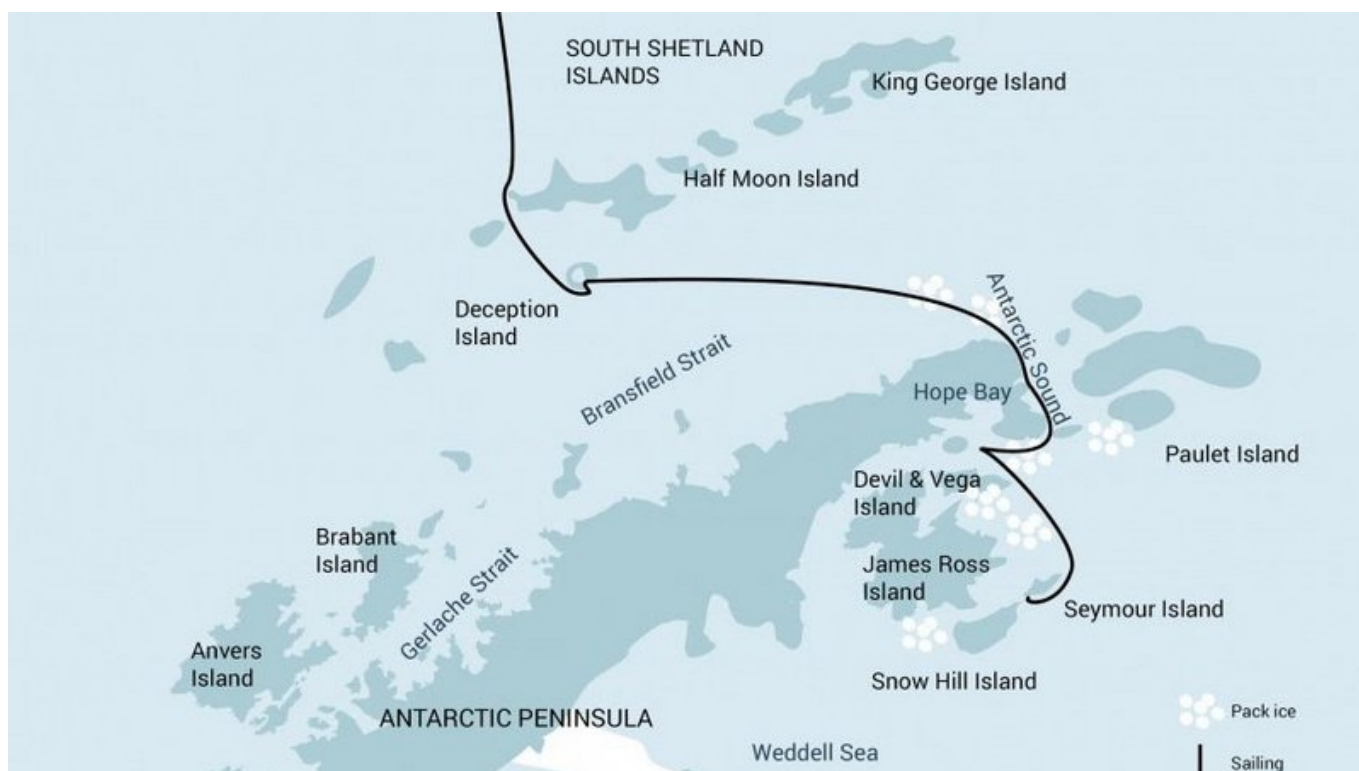 SOUTH SHETLAND
ISLANDS
King George Island
Half Moon Island
Deception
Island
Antarctic Sound
Bransfield Strait
Hope Bay
Paulet Island
Devil & Vega
Island
Brabant
Island
James Ross
Island
Gerlache Strait
Seymour Island
Anvers
Island
Snow Hill Island
ANTARCTIC PENINSULA
Pack ice
Weddell Sea
Sailing